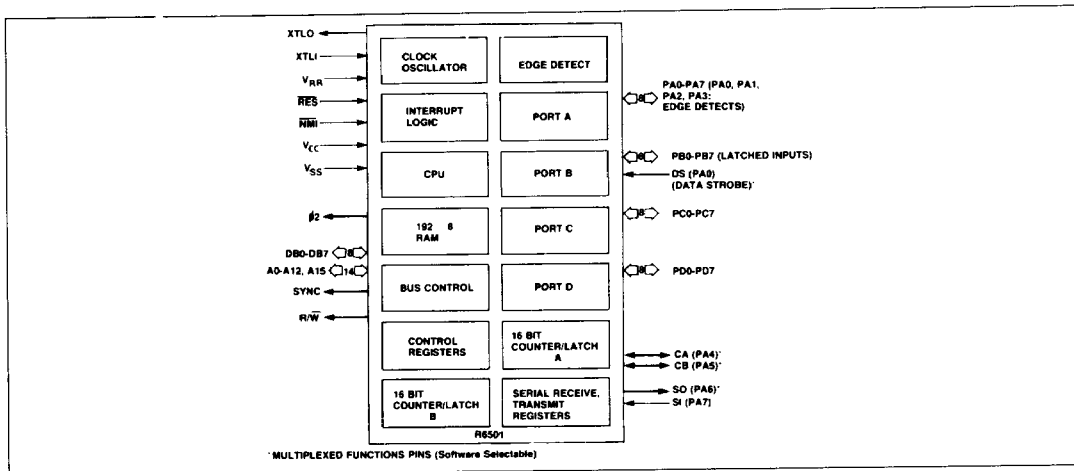 XTLO
XTLI
VRR
RES
NMI
VCC
VSS
ϕ2
DB0-DB7 8
A0-A12, A15 14
SYNC
R/W
CLOCK
OSCILLATOR
INTERRUPT
LOGIC
CPU
192 8
RAM
BUS CONTROL
CONTROL
REGISTERS
16 BIT
COUNTER/LATCH
B
EDGE DETECT
PORT A
PORT B
PORT C
PORT D
16 BIT
COUNTER/LATCH
A
SERIAL RECEIVE,
TRANSMIT
REGISTERS
R6501
8 PA0-PA7 (PA0, PA1,
PA2, PA3:
EDGE DETECTS)
8 PB0-PB7 (LATCHED INPUTS)
DS (PA0)
(DATA STROBE)*
8 PC0-PC7
8 PD0-PD7
CA (PA4)*
CB (PA5)*
SO (PA6)*
SI (PA7)
*MULTIPLEXED FUNCTIONS PINS (Software Selectable)